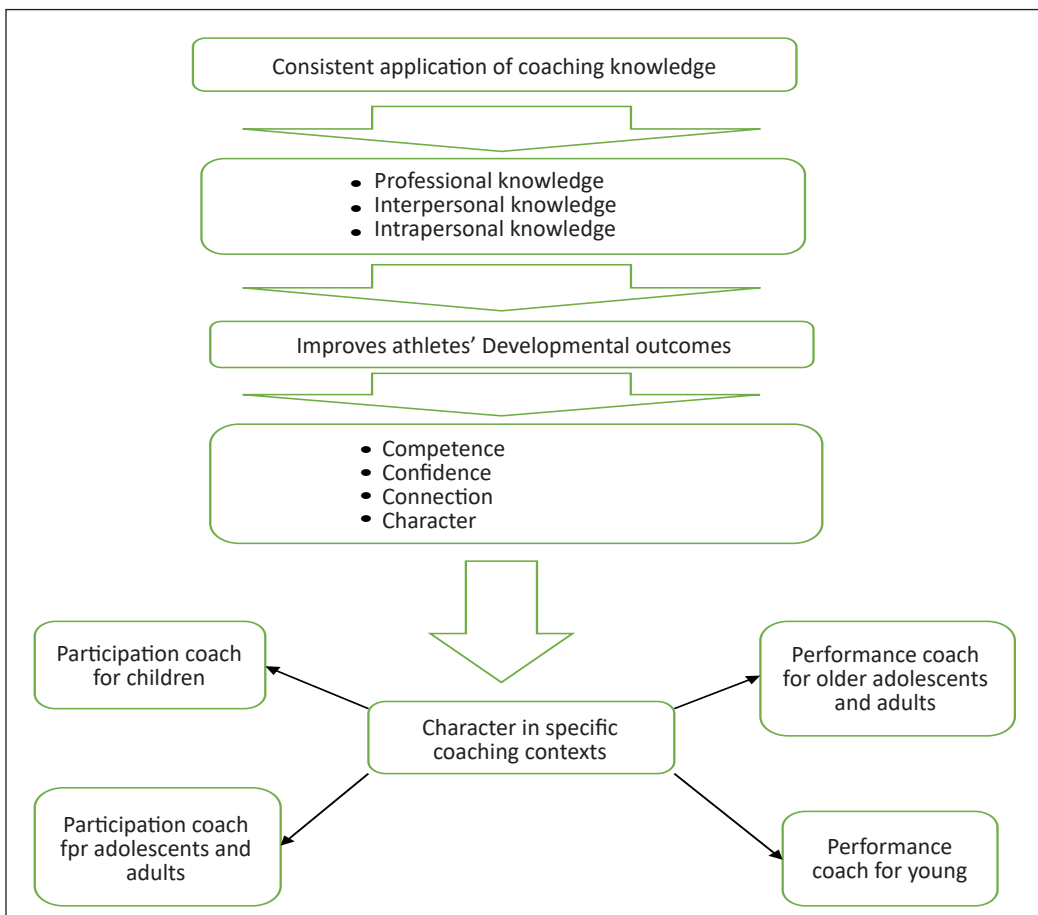 Consistent application of coaching knowledge
• Professional knowledge
• Interpersonal knowledge
• Intrapersonal knowledge
Improves athletes’ Developmental outcomes
• Competence
• Confidence
• Connection
• Character
Participation coach
for children
Performance coach
for older adolescents
and adults
Character in specific
coaching contexts
Participation coach
fpr adolescents and
adults
Performance
coach for young